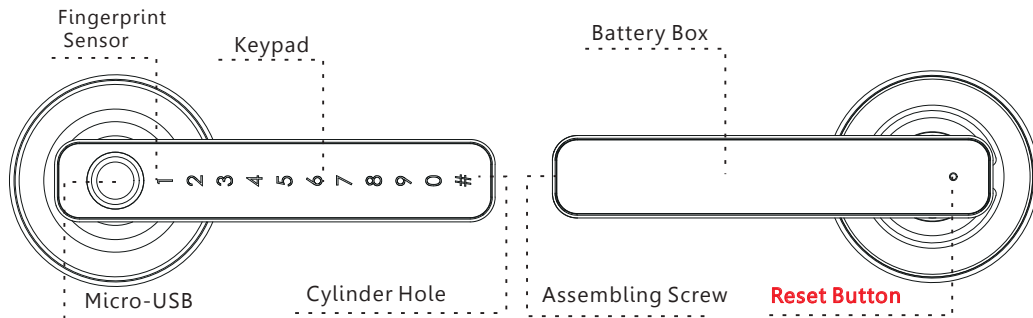 Fingerprint
Sensor
Keypad
Battery Box
1 2 3 4 5 6 7 8 9 0 #
Micro-USB
Cylinder Hole
Assembling Screw
Reset Button